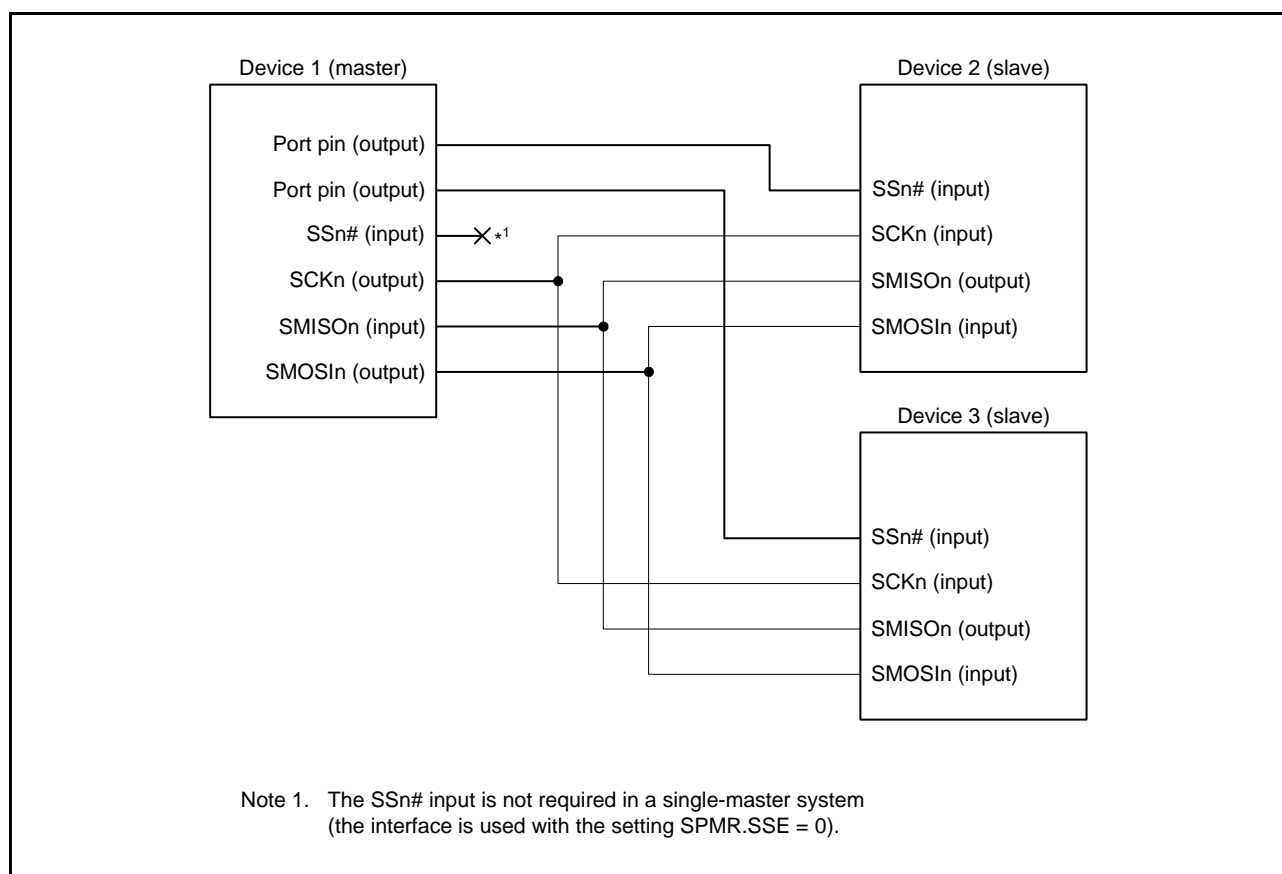 Device 1 (master)
Port pin (output)
Port pin (output)
SSn# (input)
*1
SCKn (output)
SMISOn (input)
SMOSIn (output)
Device 2 (slave)
SSn# (input)
SCKn (input)
SMISOn (output)
SMOSIn (input)
Device 3 (slave)
SSn# (input)
SCKn (input)
SMISOn (output)
SMOSIn (input)
Note 1. The SSn# input is not required in a single-master system
(the interface is used with the setting SPMR.SSE = 0).